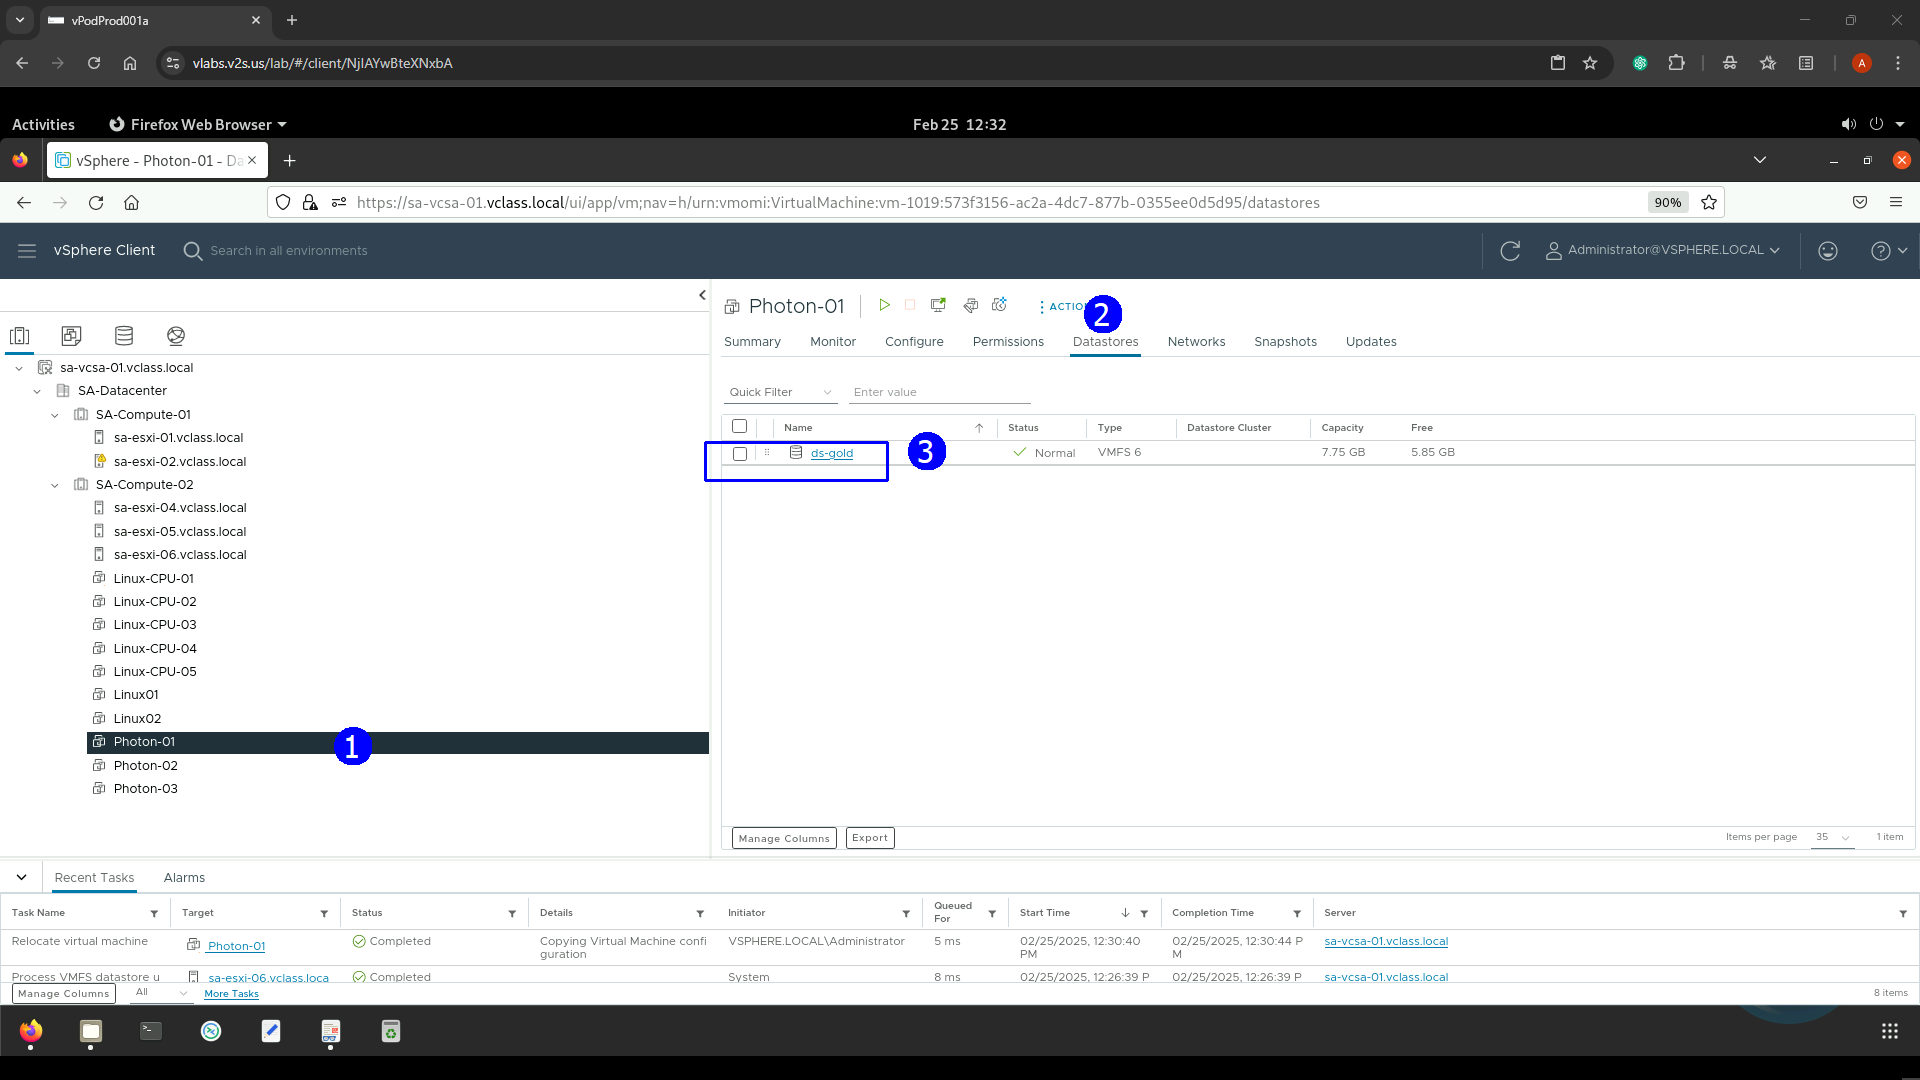 vPodProd001a
vlabs.v2s.us/lab/#/client/NjIAYwBteXNxbA
A
Activities
Firefox Web Browser
Feb 25 12:32
vSphere - Photon-01 - Da
https://sa-vcsa-01.vclass.local/ui/app/vm;nav=h/urn:vmomi:VirtualMachine:vm-1019:573f3156-ac2a-4dc7-877b-0355ee0d5d95/datastores
90%
vSphere Client
Search in all environments
Administrator@VSPHERE.LOCAL
sa-vcsa-01.vclass.local
SA-Datacenter
SA-Compute-01
sa-esxi-01.vclass.local
sa-esxi-02.vclass.local
SA-Compute-02
sa-esxi-04.vclass.local
sa-esxi-05.vclass.local
sa-esxi-06.vclass.local
Linux-CPU-01
Linux-CPU-02
Linux-CPU-03
Linux-CPU-04
Linux-CPU-05
Linux01
Linux02
Photon-01
1
Photon-02
Photon-03
Photon-01
ACTIO
2
Summary Monitor Configure Permissions Datastores Networks Snapshots Updates
Quick Filter Enter value
Name Status Type Datastore Cluster Capacity Free
ds-gold 3 Normal VMFS 6 7.75 GB 5.85 GB
Manage Columns Export
Items per page 35 1 item
Recent Tasks Alarms
Task Name Target Status Details Initiator Queued For Start Time Completion Time Server
Relocate virtual machine Photon-01 Completed Copying Virtual Machine confi VSPHERE.LOCAL\Administrator 5 ms 02/25/2025, 12:30:40 02/25/2025, 12:30:44 P sa-vcsa-01.vclass.local
guration PM M
Process VMFS datastore u sa-esxi-06.vclass.loca Completed System 8 ms 02/25/2025, 12:26:39 P 02/25/2025, 12:26:39 P sa-vcsa-01.vclass.local
Manage Columns All More Tasks 8 items